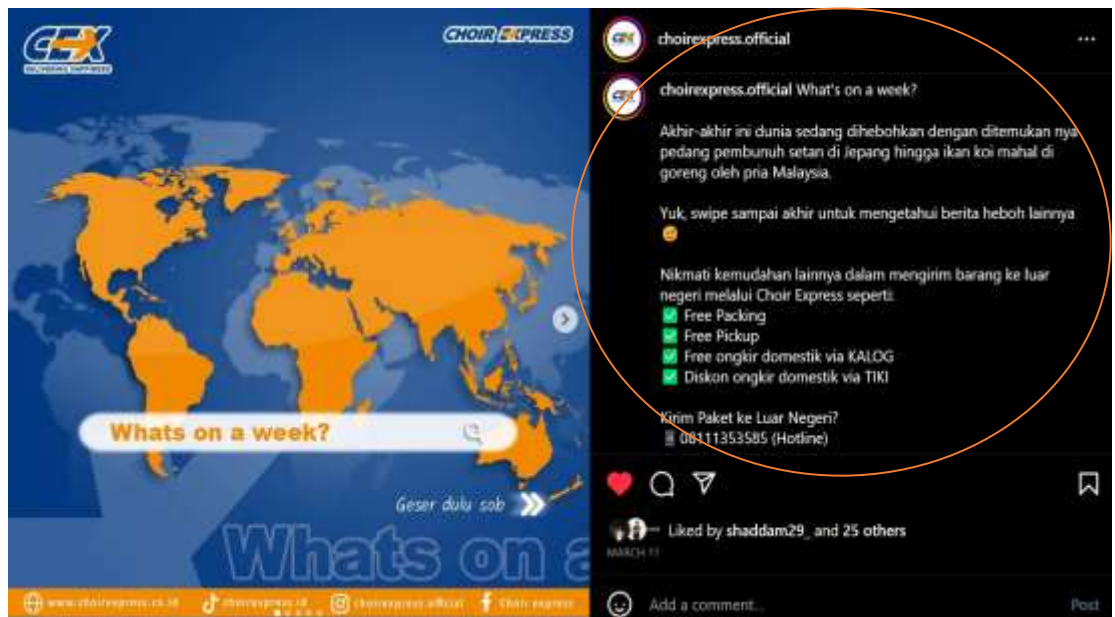 CEX
DELIVERING HAPPINESS
CHOIR EXPRESS
Whats on a week?
Geser dulu sob
Whats on a
www.choirexpress.co.id
choirexpress.id
choirexpress.official
Choir express
choirexpress.official
choirexpress.official What's on a week?
Akhir-akhir ini dunia sedang dihebohkan dengan ditemukan nya
pedang pembunuh setan di Jepang hingga ikan koi mahal di
goreng oleh pria Malaysia.
Yuk, swipe sampai akhir untuk mengetahui berita heboh lainnya
Nikmati kemudahan lainnya dalam mengirim barang ke luar
negeri melalui Choir Express seperti:
✅ Free Packing
✅ Free Pickup
✅ Free ongkir domestik via KALOG
✅ Diskon ongkir domestik via TIKI
Kirim Paket ke Luar Negeri?
08111353585 (Hotline)
Liked by shaddam29_ and 25 others
MARCH 11
Add a comment...
Post